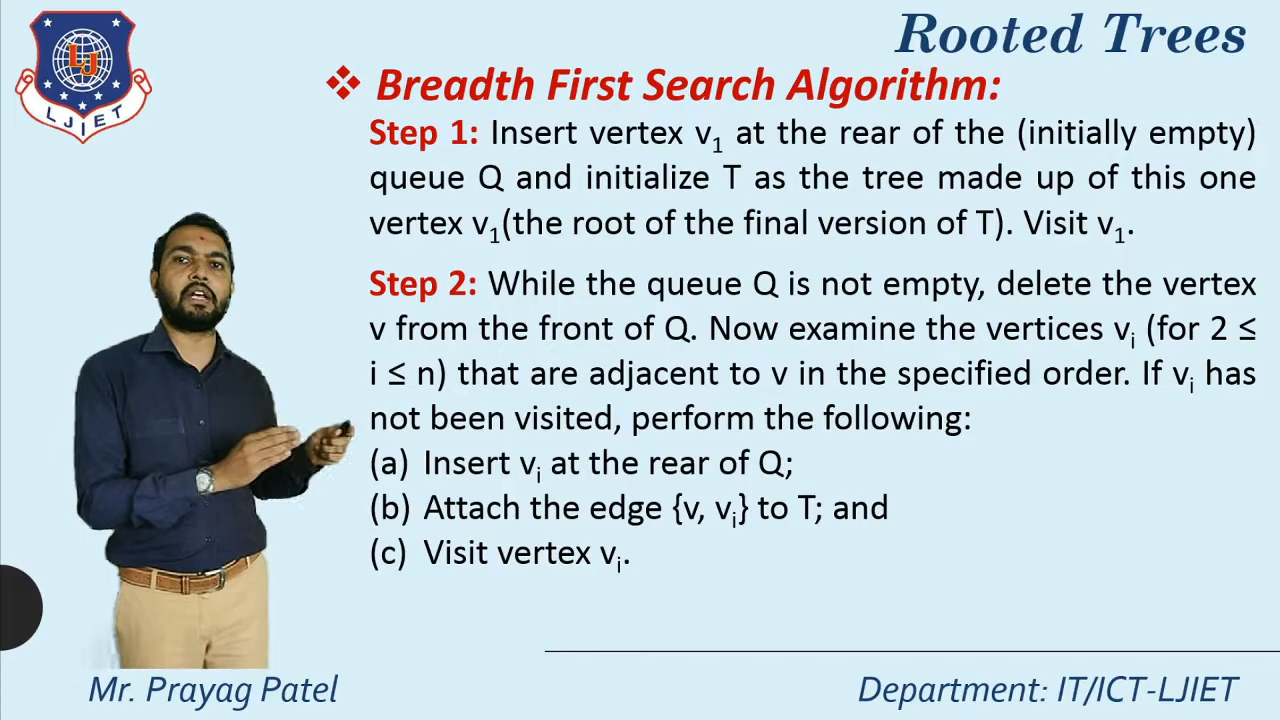 Rooted Trees
LJ
LJIET
❖ Breadth First Search Algorithm:
Step 1: Insert vertex v₁ at the rear of the (initially empty)
queue Q and initialize T as the tree made up of this one
vertex v₁(the root of the final version of T). Visit v₁.
Step 2: While the queue Q is not empty, delete the vertex
v from the front of Q. Now examine the vertices vᵢ (for 2 ≤
i ≤ n) that are adjacent to v in the specified order. If vᵢ has
not been visited, perform the following:
(a) Insert vᵢ at the rear of Q;
(b) Attach the edge {v, vᵢ} to T; and
(c) Visit vertex vᵢ.
Mr. Prayag Patel
Department: IT/ICT-LJIET